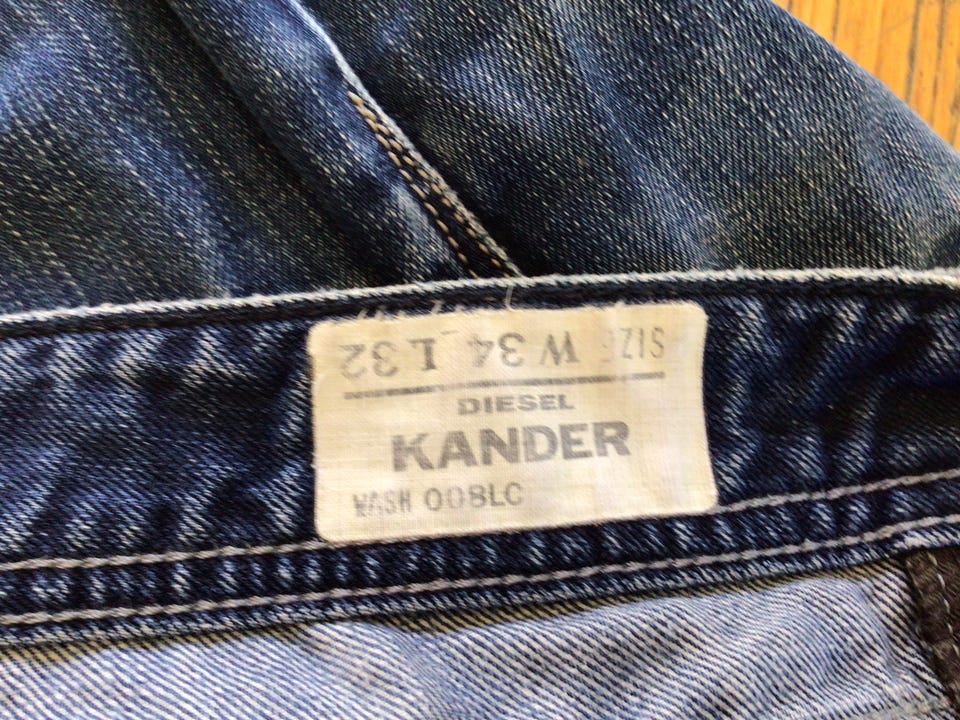 SIZE W 34 L 32
DIESEL
KANDER
WASH 008LC